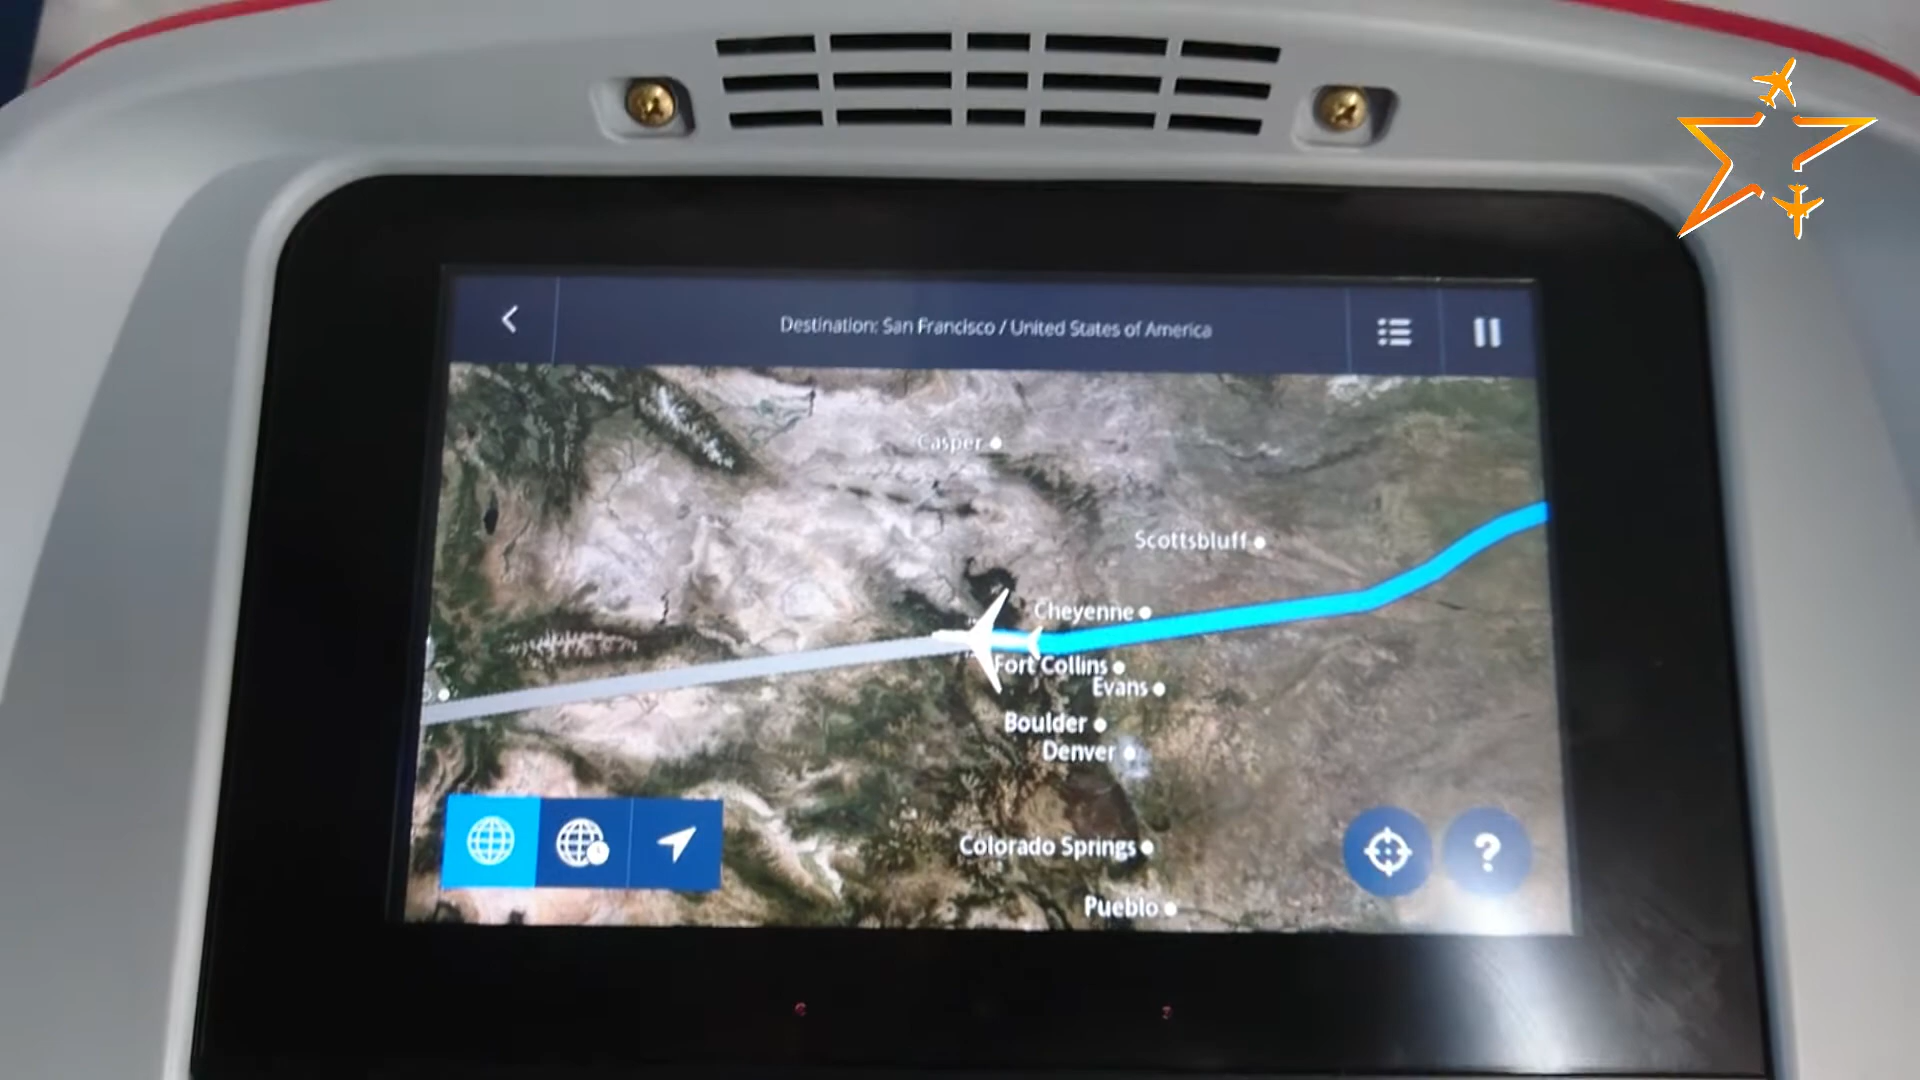 Destination: San Francisco / United States of America
Casper
Scottsbluff
Cheyenne
Fort Collins
Evans
Boulder
Denver
Colorado Springs
?
Pueblo